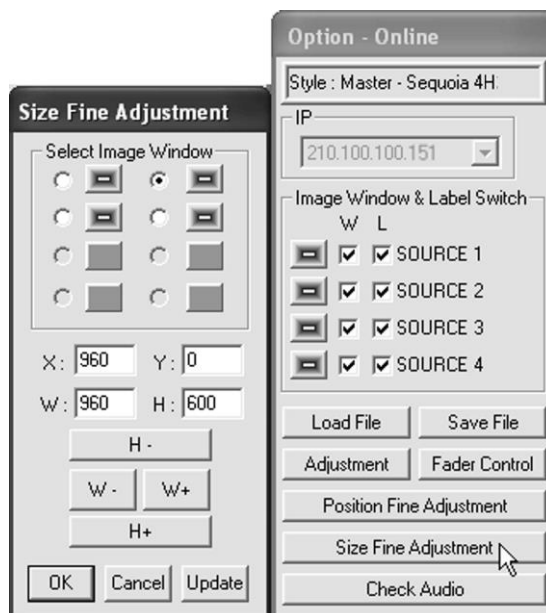 Size Fine Adjustment
Select Image Window
X : 960 Y : 0
W : 960 H : 600
H -
W - W+
H+
OK Cancel Update
Option - Online
Style : Master - Sequoia 4H
IP
210.100.100.151
Image Window & Label Switch
W L
SOURCE 1
SOURCE 2
SOURCE 3
SOURCE 4
Load File Save File
Adjustment Fader Control
Position Fine Adjustment
Size Fine Adjustment
Check Audio